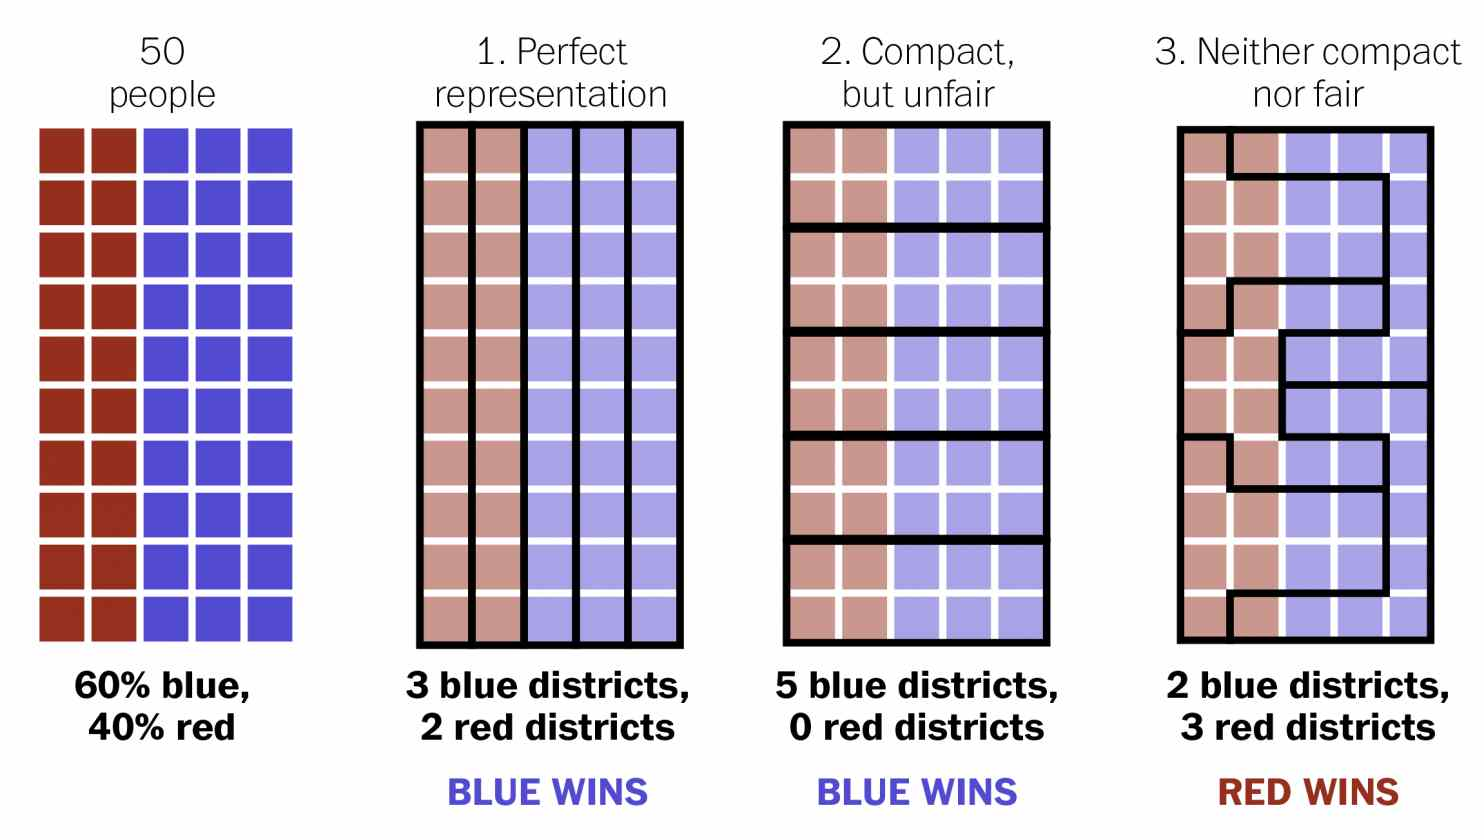 50
people
60% blue,
40% red
1. Perfect
representation
3 blue districts,
2 red districts
BLUE WINS
2. Compact,
but unfair
5 blue districts,
0 red districts
BLUE WINS
3. Neither compact
nor fair
2 blue districts,
3 red districts
RED WINS